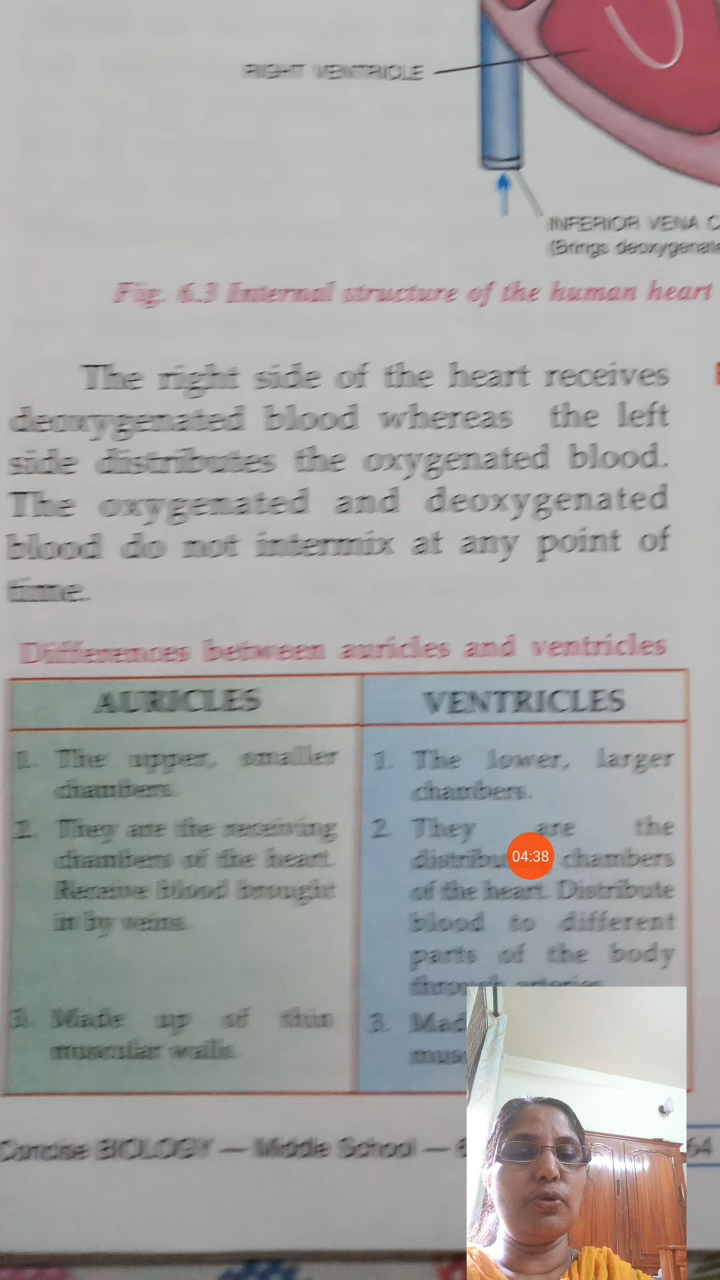 RIGHT VENTRICLE
INFERIOR VENA C
(Brings deoxygenate
Fig. 6.3 Internal structure of the human heart
The right side of the heart receives
deoxygenated blood whereas the left
side distributes the oxygenated blood.
The oxygenated and deoxygenated
blood do not intermix at any point of
time.
Differences between auricles and ventricles
AURICLES
1. The upper, smaller
chambers.
2. They are the receiving
chambers of the heart.
Receive blood brought
in by veins.
3. Made up of thin
muscular walls.
VENTRICLES
1. The lower, larger
chambers.
2. They are the
distribu chambers
of the heart. Distribute
blood to different
parts of the body
through arteries
3. Mad
musc
04:38
Concise BIOLOGY — Middle School —
64